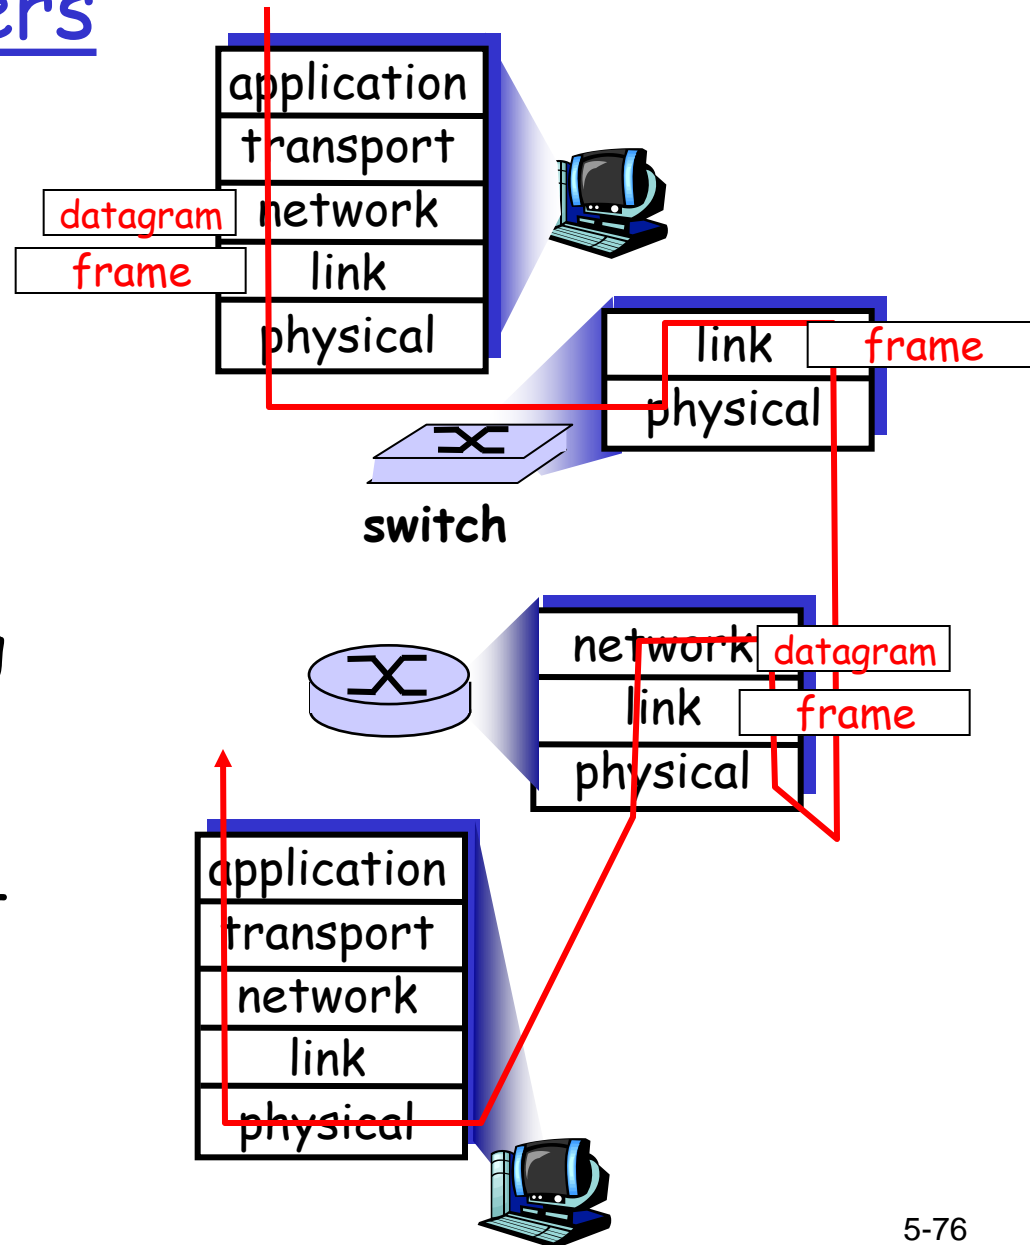 ers
application
transport
datagram network
frame link
physical
link frame
physical
switch
network datagram
link frame
physical
application
transport
network
link
physical
5-76